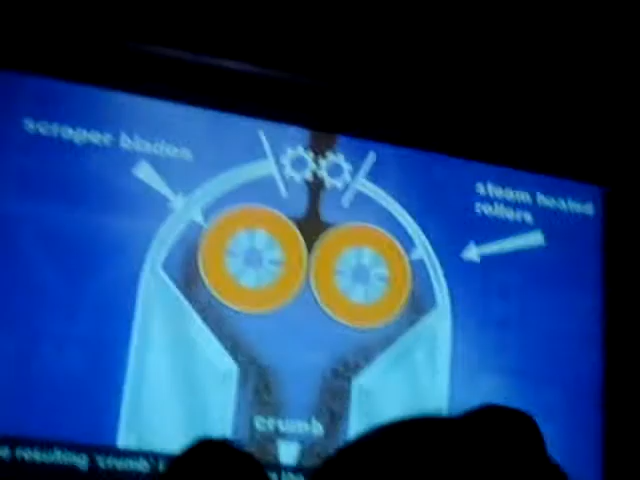 scraper blades
steam heated
rollers
crumb
resulting 'crumb'